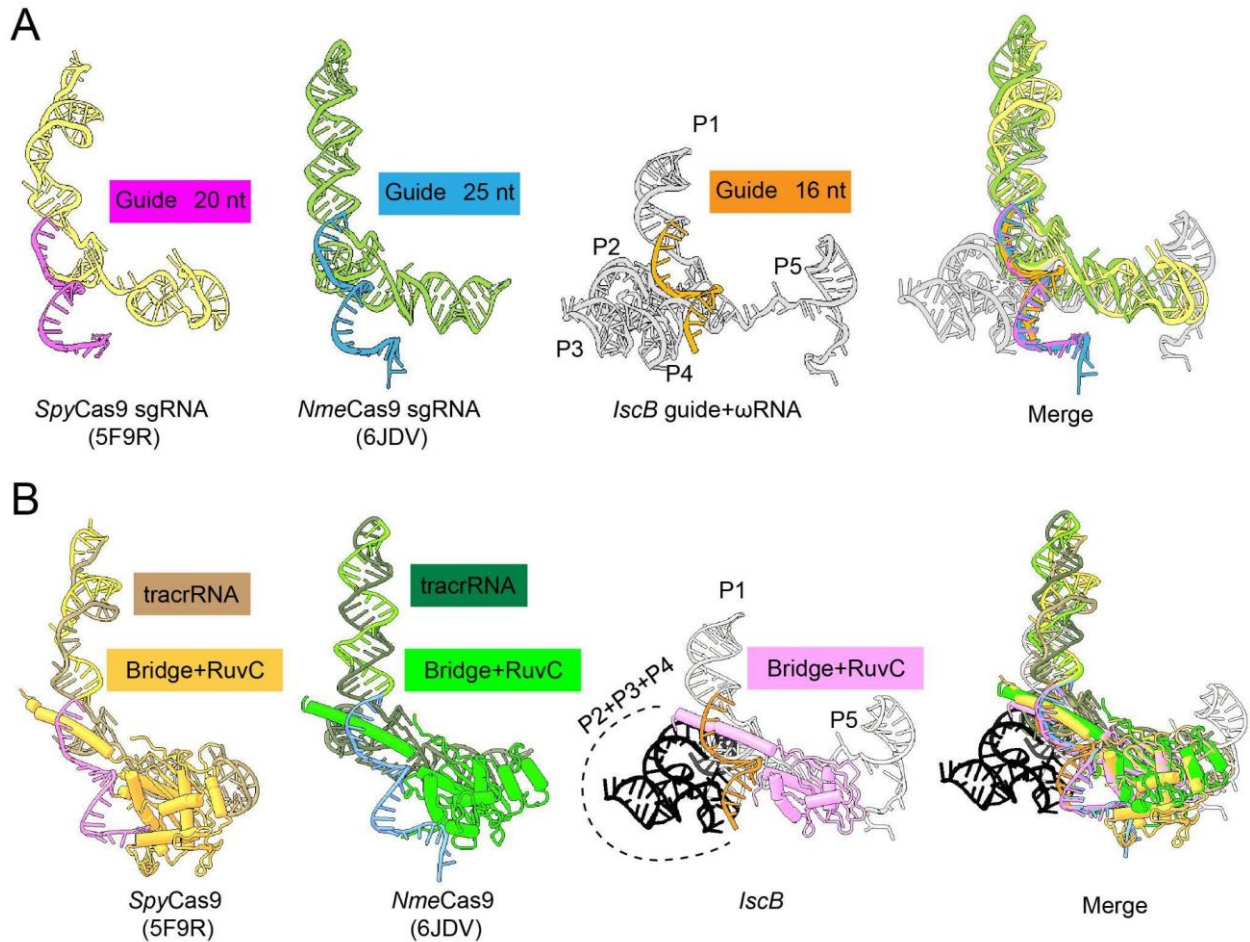 A
Guide 20 nt
Guide 25 nt
P1
Guide 16 nt
P2
P5
P3
P4
SpyCas9 sgRNA
(5F9R)
NmeCas9 sgRNA
(6JDV)
IscB guide+ωRNA
Merge
B
tracrRNA
Bridge+RuvC
tracrRNA
Bridge+RuvC
P1
Bridge+RuvC
P2+P3+P4
P5
SpyCas9
(5F9R)
NmeCas9
(6JDV)
IscB
Merge